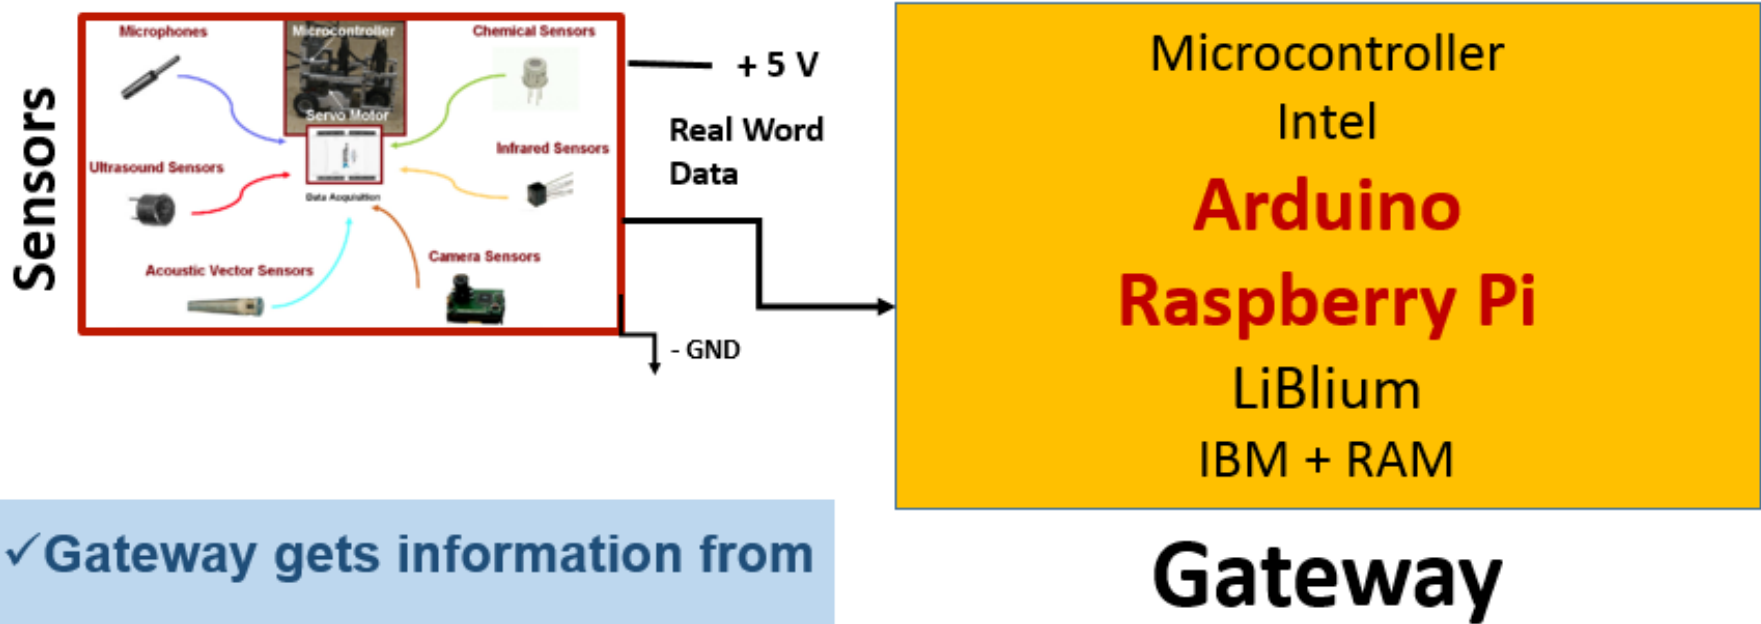 Sensors
Microphones
Microcontroller
Servo Motor
Chemical Sensors
Ultrasound Sensors
Infrared Sensors
Data Acquisition
Acoustic Vector Sensors
Camera Sensors
+ 5 V
Real Word
Data
- GND
Microcontroller
Intel
Arduino
Raspberry Pi
LiBlium
IBM + RAM
✓Gateway gets information from
Gateway